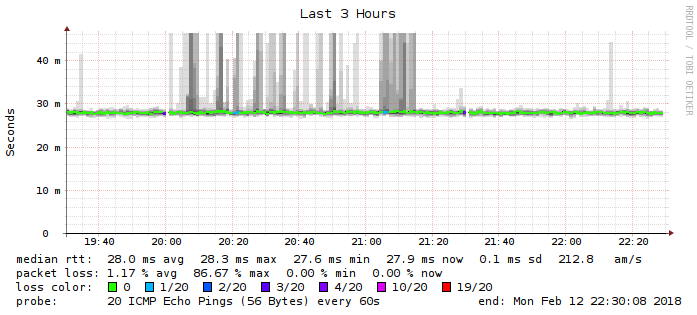 Last 3 Hours
RRDTOOL / TOBI OETIKER
Seconds
40 m
30 m
20 m
10 m
0
19:40 20:00 20:20 20:40 21:00 21:20 21:40 22:00 22:20
median rtt: 28.0 ms avg 28.3 ms max 27.6 ms min 27.9 ms now 0.1 ms sd 212.8 am/s
packet loss: 1.17 % avg 86.67 % max 0.00 % min 0.00 % now
loss color: 0 1/20 2/20 3/20 4/20 10/20 19/20
probe: 20 ICMP Echo Pings (56 Bytes) every 60s end: Mon Feb 12 22:30:08 2018